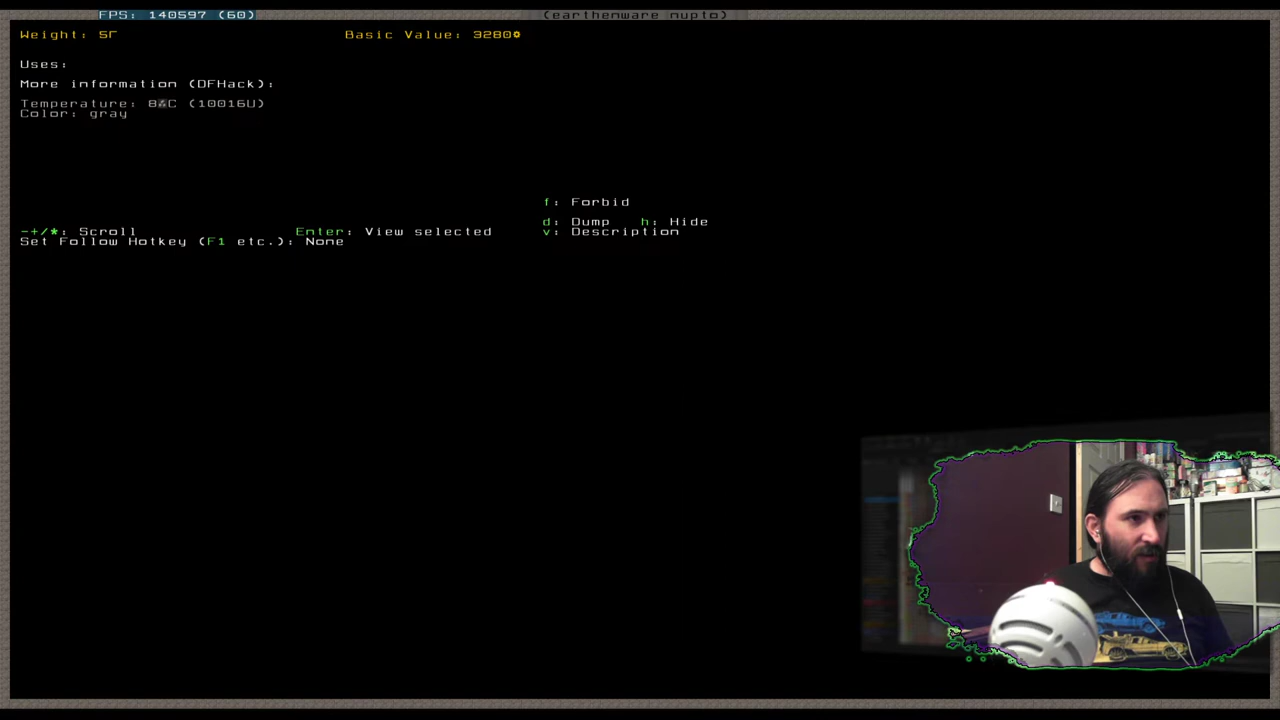 FPS: 140597 (60)
(earthenware nupto)
Weight: 5Γ Basic Value: 3280☼
Uses:
More information (DFHack):
(10016U)
Temperature:
Color: gray
f: Forbid
d: Dump h: Hide
-+/*: Scroll Enter: View selected v: Description
Set Follow Hotkey (F1 etc.): None